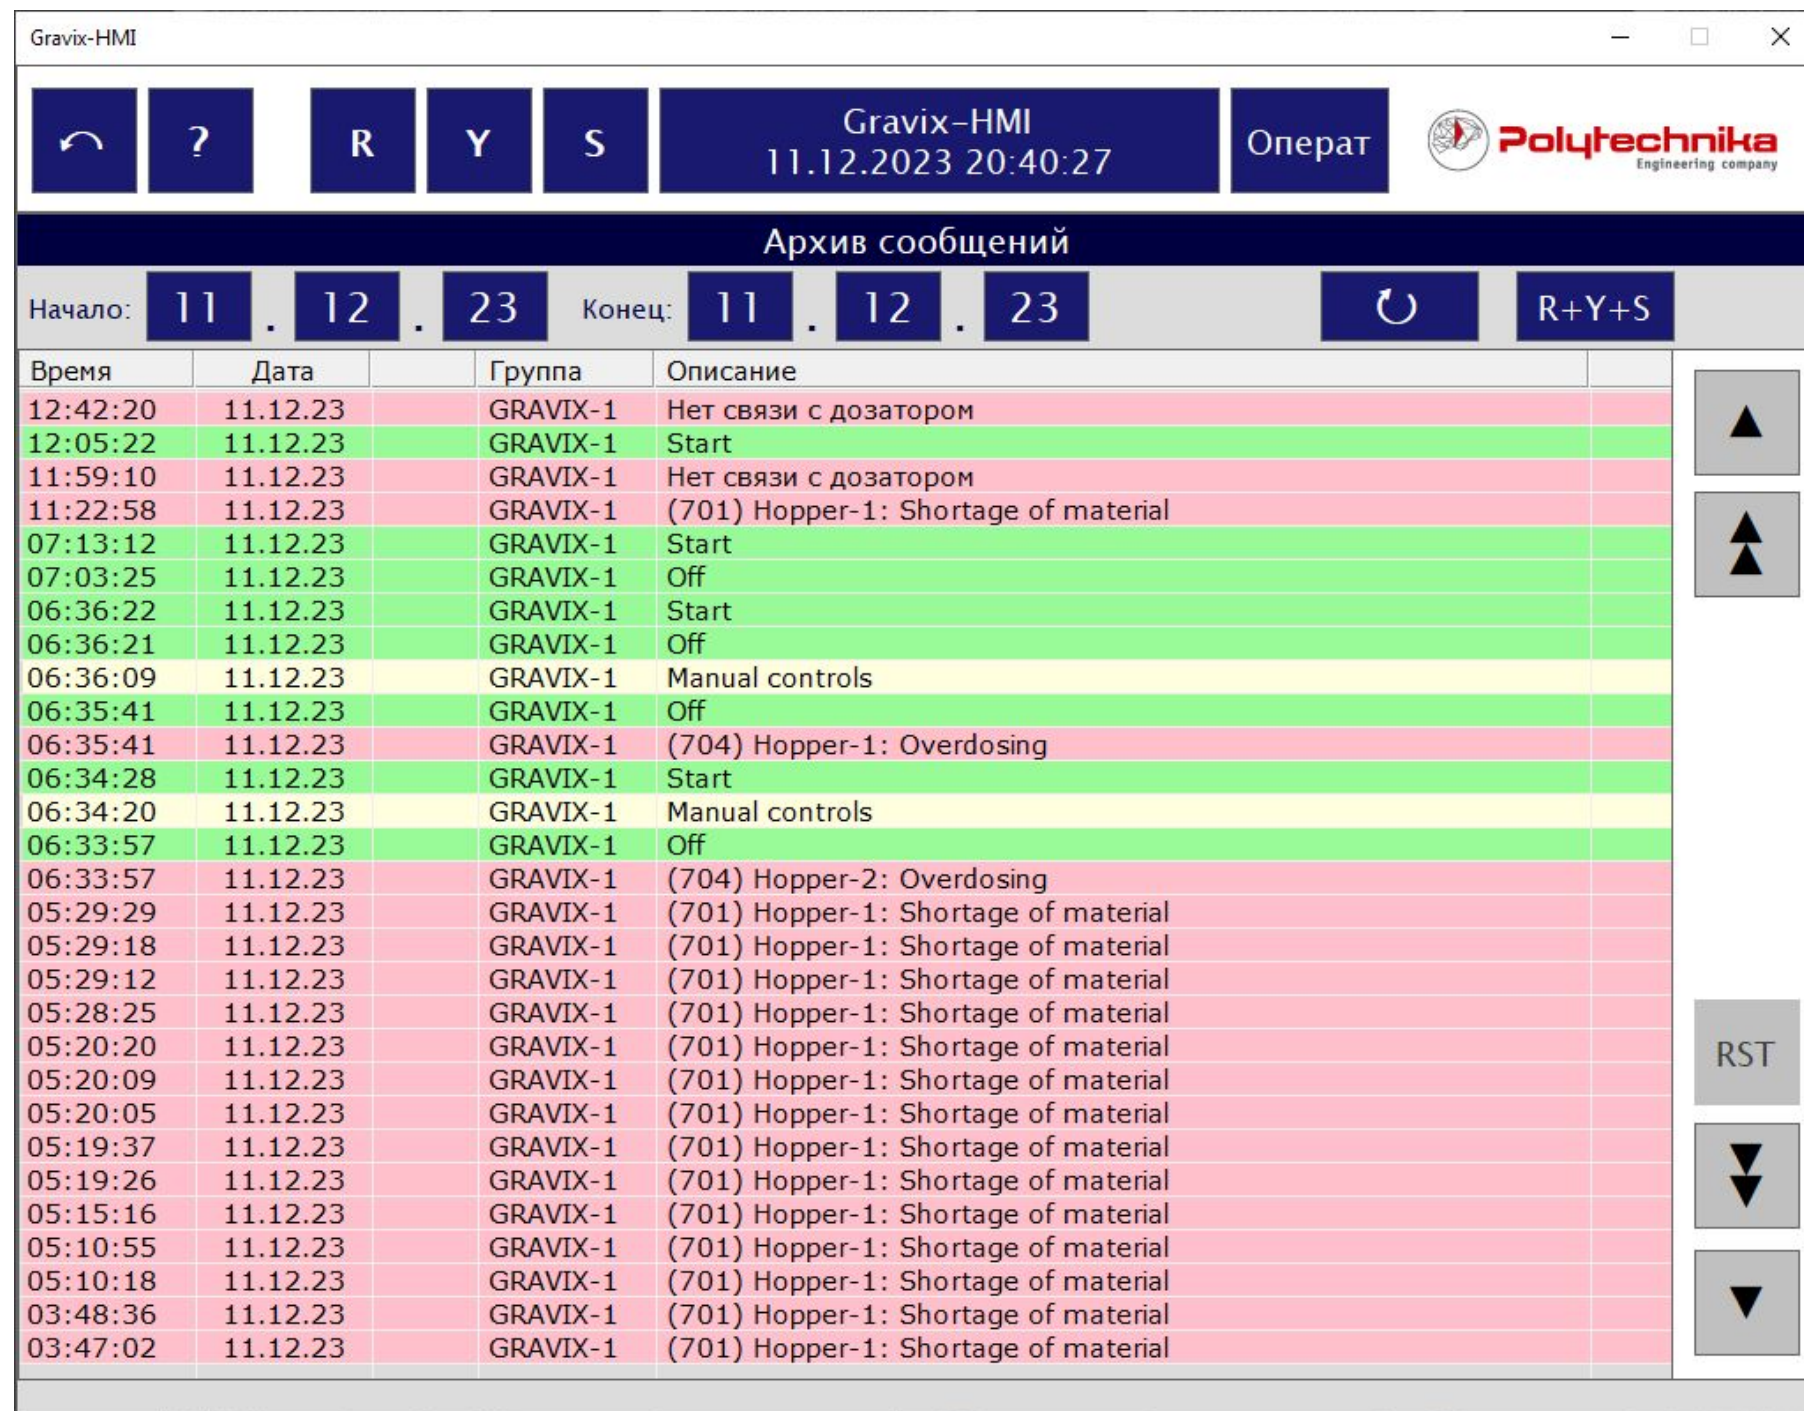 Gravix-HMI
? R Y S Gravix-HMI Операт Polytechnika
11.12.2023 20:40:27 Engineering company
Архив сообщений
Начало: 11 . 12 . 23 Конец: 11 . 12 . 23 R+Y+S
Время Дата Группа Описание
12:42:20 11.12.23 GRAVIX-1 Нет связи с дозатором
12:05:22 11.12.23 GRAVIX-1 Start
11:59:10 11.12.23 GRAVIX-1 Нет связи с дозатором
11:22:58 11.12.23 GRAVIX-1 (701) Hopper-1: Shortage of material
07:13:12 11.12.23 GRAVIX-1 Start
07:03:25 11.12.23 GRAVIX-1 Off
06:36:22 11.12.23 GRAVIX-1 Start
06:36:21 11.12.23 GRAVIX-1 Off
06:36:09 11.12.23 GRAVIX-1 Manual controls
06:35:41 11.12.23 GRAVIX-1 Off
06:35:41 11.12.23 GRAVIX-1 (704) Hopper-1: Overdosing
06:34:28 11.12.23 GRAVIX-1 Start
06:34:20 11.12.23 GRAVIX-1 Manual controls
06:33:57 11.12.23 GRAVIX-1 Off
06:33:57 11.12.23 GRAVIX-1 (704) Hopper-2: Overdosing
05:29:29 11.12.23 GRAVIX-1 (701) Hopper-1: Shortage of material
05:29:18 11.12.23 GRAVIX-1 (701) Hopper-1: Shortage of material
05:29:12 11.12.23 GRAVIX-1 (701) Hopper-1: Shortage of material
05:28:25 11.12.23 GRAVIX-1 (701) Hopper-1: Shortage of material
05:20:20 11.12.23 GRAVIX-1 (701) Hopper-1: Shortage of material
RST
05:20:09 11.12.23 GRAVIX-1 (701) Hopper-1: Shortage of material
05:20:05 11.12.23 GRAVIX-1 (701) Hopper-1: Shortage of material
05:19:37 11.12.23 GRAVIX-1 (701) Hopper-1: Shortage of material
05:19:26 11.12.23 GRAVIX-1 (701) Hopper-1: Shortage of material
05:15:16 11.12.23 GRAVIX-1 (701) Hopper-1: Shortage of material
05:10:55 11.12.23 GRAVIX-1 (701) Hopper-1: Shortage of material
05:10:18 11.12.23 GRAVIX-1 (701) Hopper-1: Shortage of material
03:48:36 11.12.23 GRAVIX-1 (701) Hopper-1: Shortage of material
03:47:02 11.12.23 GRAVIX-1 (701) Hopper-1: Shortage of material